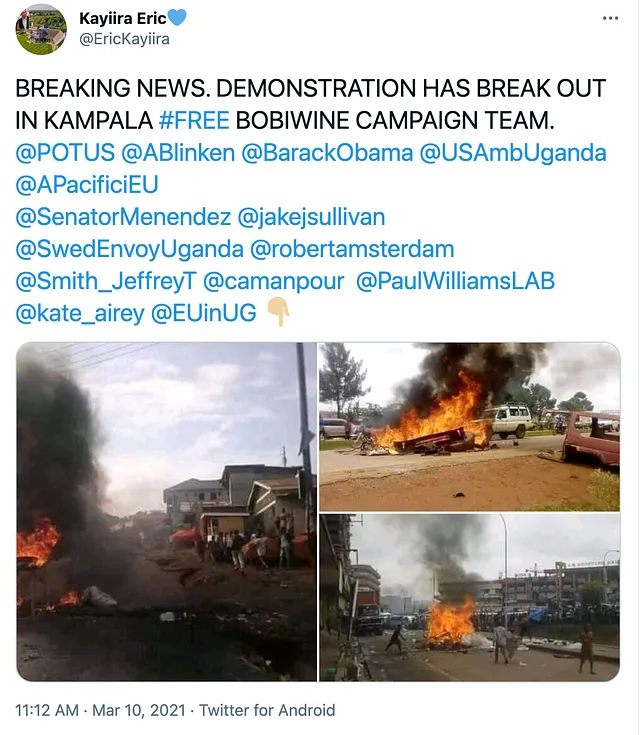 Kayiira Eric💙
@EricKayiira
BREAKING NEWS. DEMONSTRATION HAS BREAK OUT
IN KAMPALA #FREE BOBIWINE CAMPAIGN TEAM.
@POTUS @ABlinken @BarackObama @USAmbUganda
@APacificiEU
@SenatorMenendez @jakejsullivan
@SwedEnvoyUganda @robertamsterdam
@Smith_JeffreyT @camanpour @PaulWilliamsLAB
@kate_airey @EUinUG 👇🏼
11:12 AM · Mar 10, 2021 · Twitter for Android